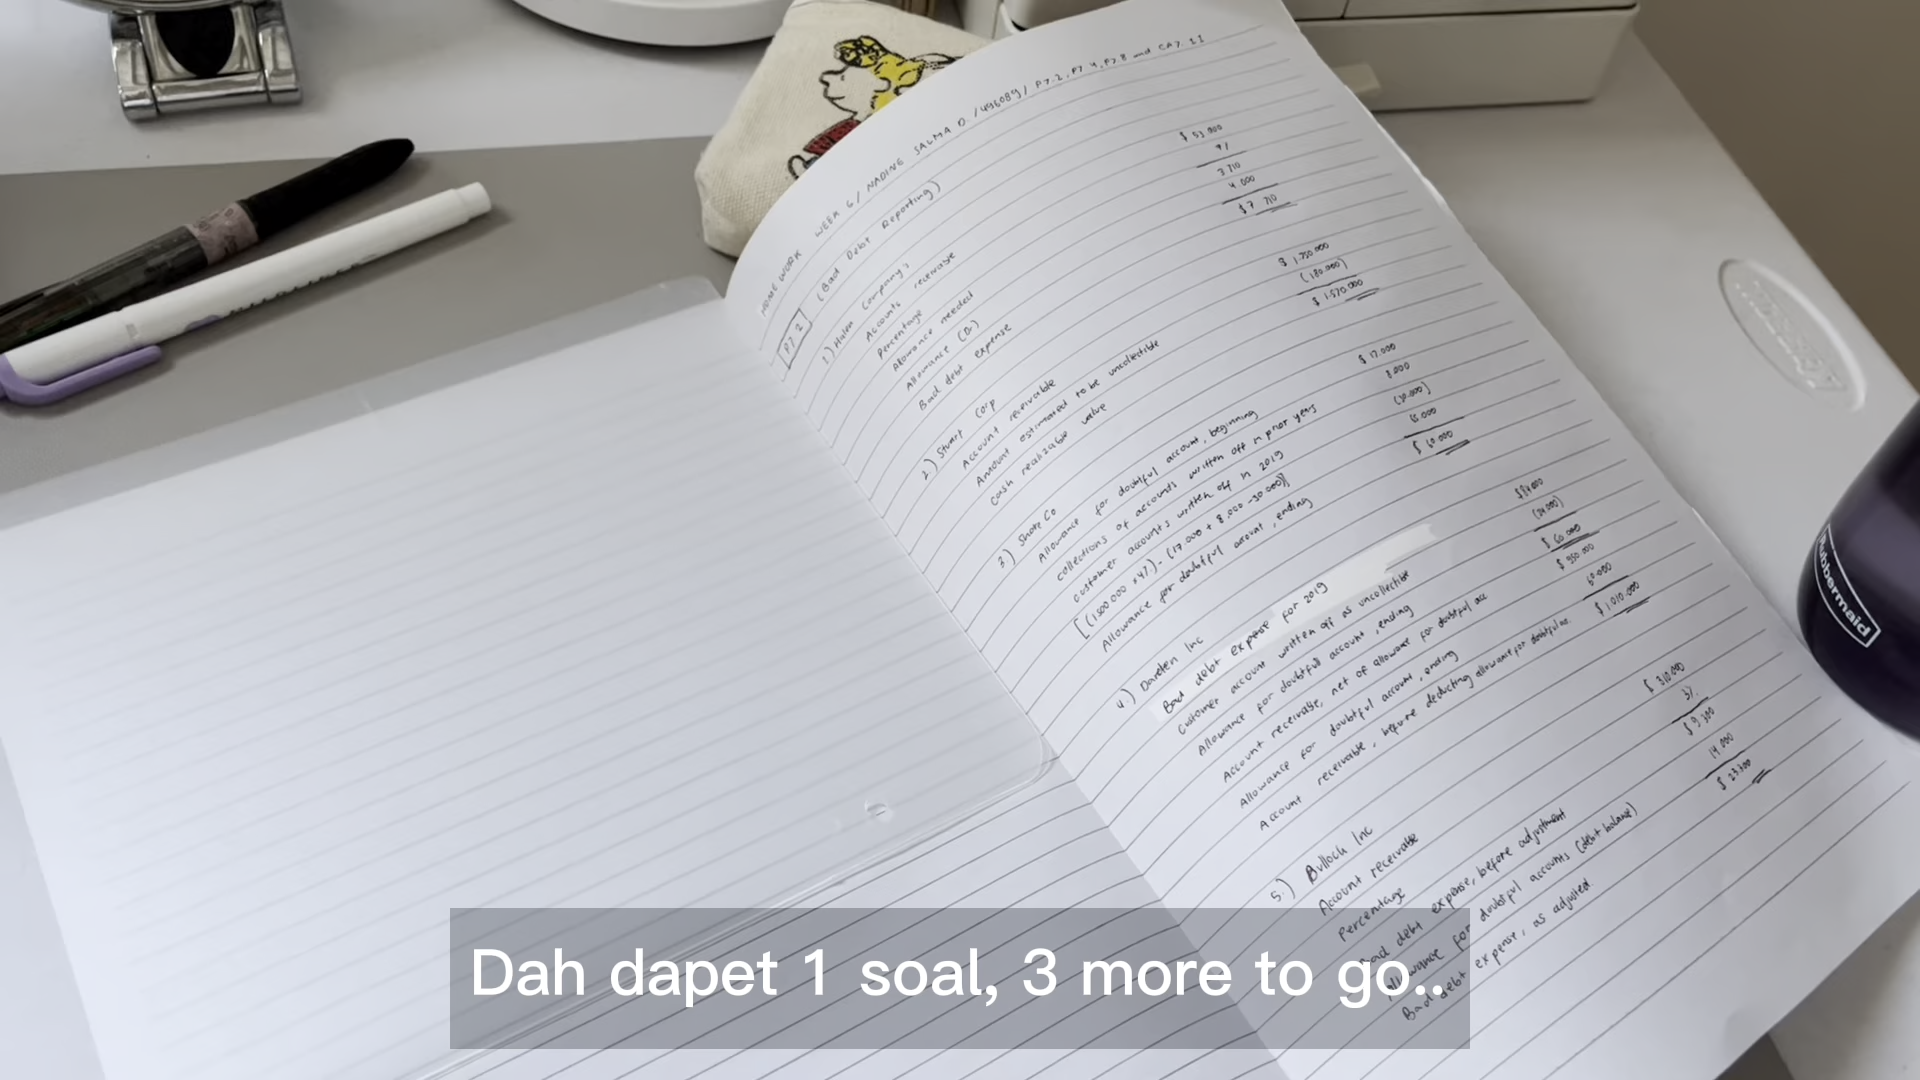 HOMEWORK WEEK 6 / NADINE SALMA D. / 496089 / P7.2, P7.4, P7.8 and CA7.11
P7.2 (Bad Debt Reporting)
1) Halen Company's
Accounts receivable $ 53.000
Percentage 7%
Allowance needed 3.710
Allowance (Dr) 4.000
Bad debt expense $ 7.710
2) Stuart Corp
Account receivable $ 1.750.000
Amount estimated to be uncollectible (180.000)
Cash realizable value $ 1.570.000
3) Shore Co
Allowance for doubtful account, beginning $ 17.000
collections of accounts written off in prior years 8.000
customer accounts written off in 2019 (30.000)
[(1.500.000 x 4%) - (17.000 + 8.000 - 30.000)] 65.000
Allowance for doubtful account, ending $ 60.000
4.) Darden Inc
Bad debt expense for 2019 $84.000
Customer account written off as uncollectible (24.000)
Allowance for doubtfull account, ending $ 60.000
Account receivable, net of allowance for doubtful acc $ 950.000
Allowance for doubtful account, ending 60.000
Account receivable, before deducting allowance for doubtful ac. $ 1.010.000
5.) Bullock Inc
Account receivable $ 310.000
Percentage 3%
Bad debt expense, before adjustment $ 9.300
Allowance for doubtful accounts (debit balance) 14.000
Bad debt expense, as adjusted. $ 23.300
Rubbermaid
Dah dapet 1 soal, 3 more to go..